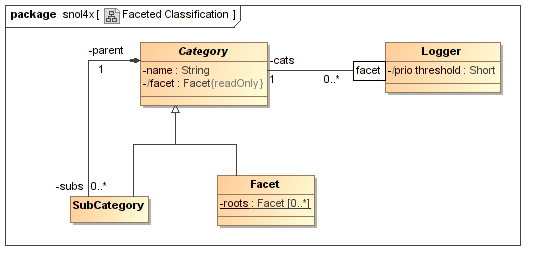 package snol4x [ Faceted Classification ]
-parent
1
Category
-name : String
-/facet : Facet{readOnly}
-cats
1
0..*
facet
Logger
-/prio threshold : Short
-subs 0..*
SubCategory
Facet
-roots : Facet [0..*]